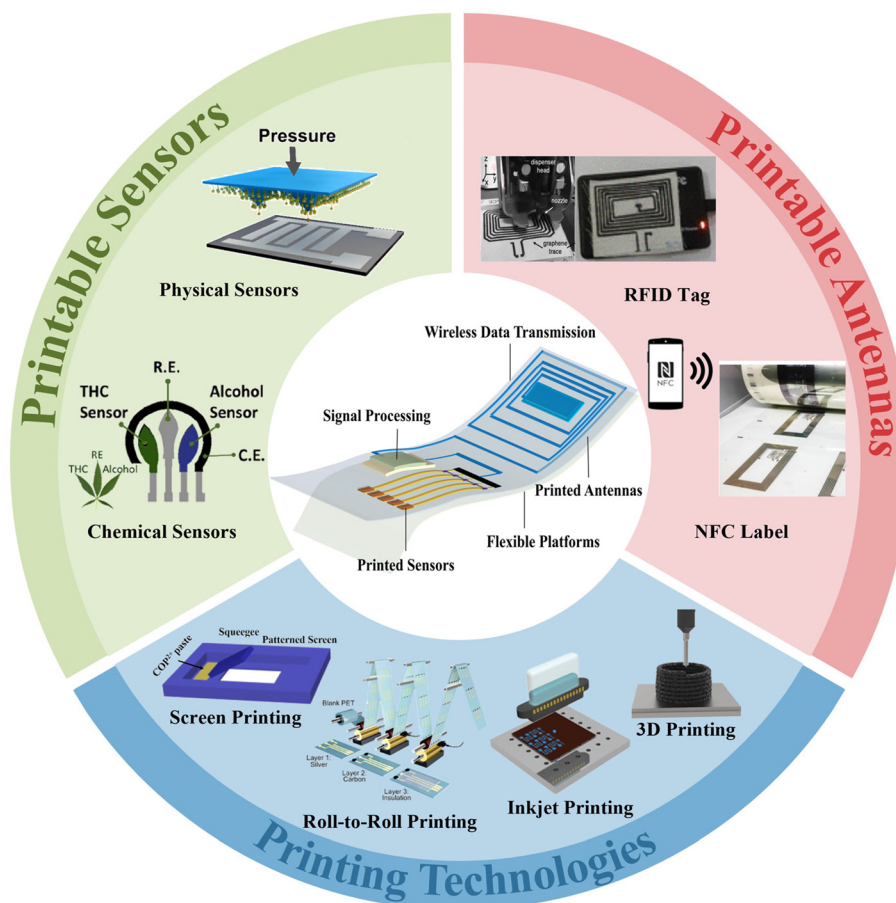 Printable Sensors
Pressure
Physical Sensors
R.E.
THC
Sensor
Alcohol
Sensor
C.E.
RE
THC
Alcohol
Chemical Sensors
Printable Antennas
z
y
x
dispenser
head
nozzle
graphene
trace
RFID Tag
NFC
NFC Label
Wireless Data Transmission
Signal Processing
Printed Antennas
Flexible Platforms
Printed Sensors
Squeegee
Patterned Screen
COP²⁺ paste
Screen Printing
Blank PET
Layer 1:
Silver
Layer 2:
Carbon
Layer 3:
Insulation
Roll-to-Roll Printing
Inkjet Printing
3D Printing
Printing Technologies